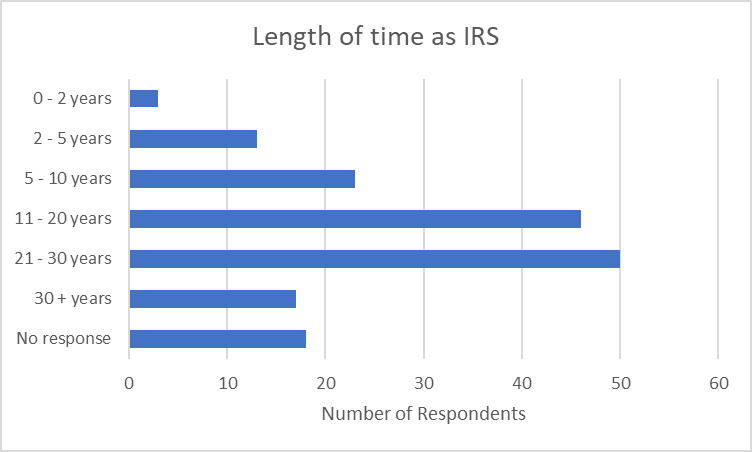 Length of time as IRS
0 - 2 years
2 - 5 years
5 - 10 years
11 - 20 years
21 - 30 years
30 + years
No response
0 10 20 30 40 50 60
Number of Respondents